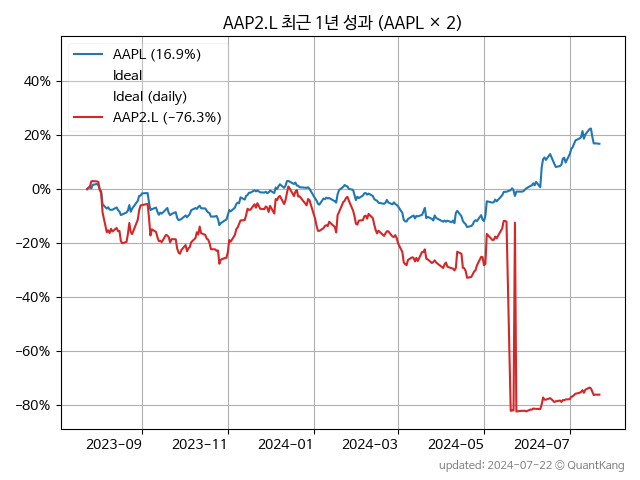 AAP2.L 최근 1년 성과 (AAPL × 2)
AAPL (16.9%)
Ideal
Ideal (daily)
AAP2.L (−76.3%)
40%
20%
0%
−20%
−40%
−60%
−80%
2023−09
2023−11
2024−01
2024−03
2024−05
2024−07
updated: 2024-07-22 © QuantKang